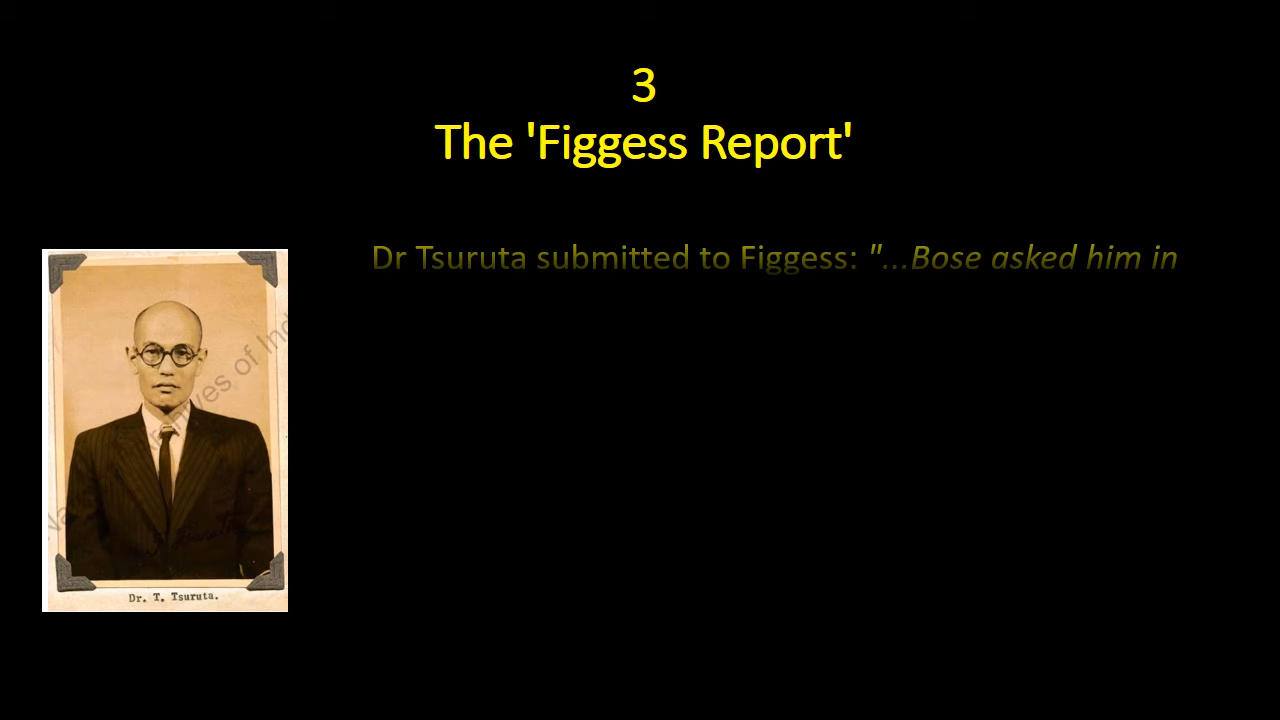 3
The 'Figgess Report'
Dr Tsuruta submitted to Figgess: "...Bose asked him in
Dr. T. Tsuruta.